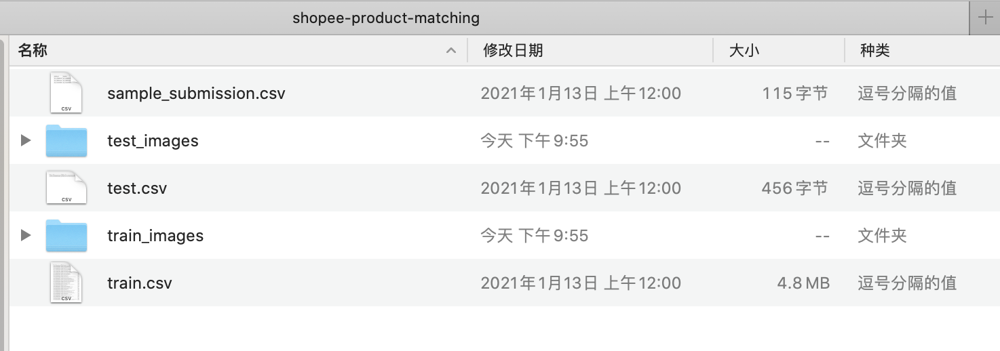 shopee-product-matching
名称 修改日期 大小 种类
CSV sample_submission.csv 2021年1月13日 上午12:00 115 字节 逗号分隔的值
test_images 今天 下午9:55 -- 文件夹
CSV test.csv 2021年1月13日 上午12:00 456 字节 逗号分隔的值
train_images 今天 下午9:55 -- 文件夹
CSV train.csv 2021年1月13日 上午12:00 4.8 MB 逗号分隔的值